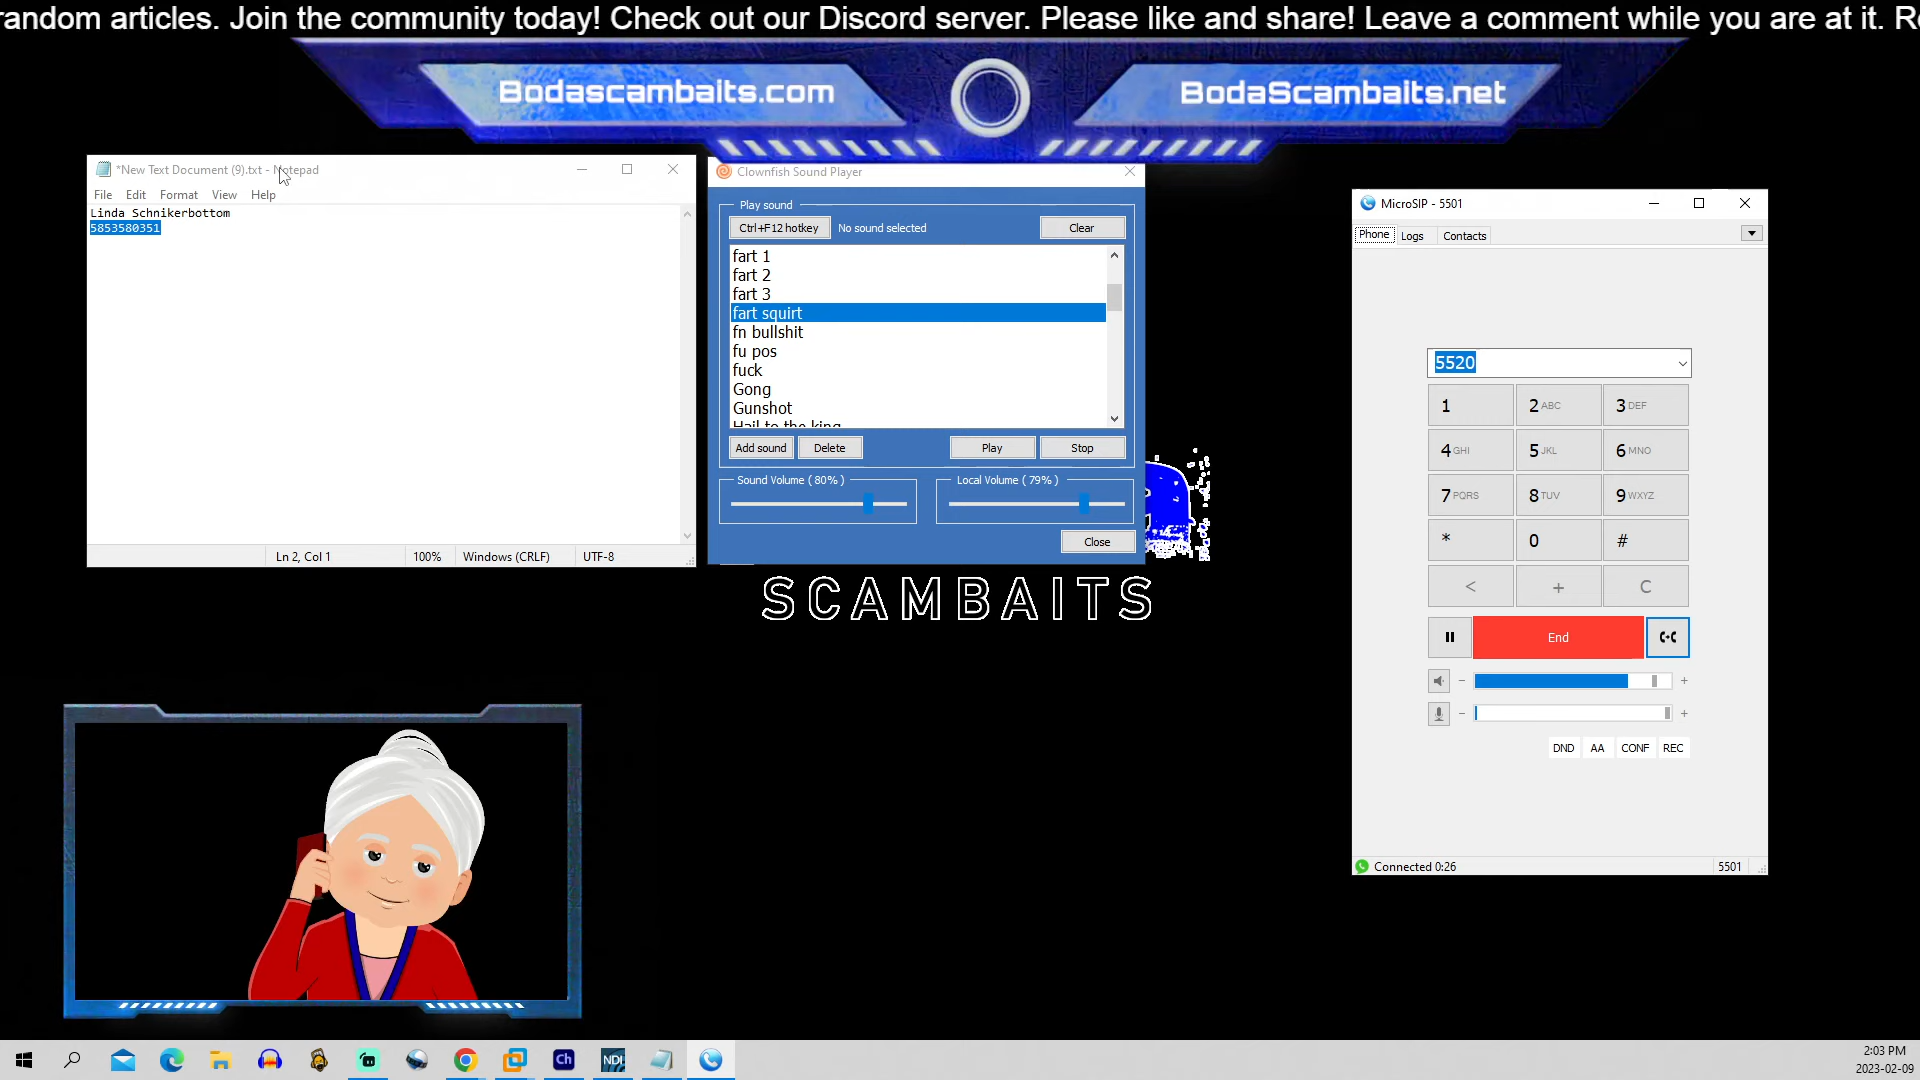 random articles. Join the community today! Check out our Discord server. Please like and share! Leave a comment while you are at it. R
Bodascambaits.com
BodaScambaits.net
*New Text Document (9).txt - Notepad
File Edit Format View Help
Linda Schnikerbottom
5853580351
Ln 2, Col 1
100%
Windows (CRLF)
UTF-8
Clownfish Sound Player
Play sound
Ctrl+F12 hotkey
No sound selected
Clear
fart 1
fart 2
fart 3
fart squirt
fn bullshit
fu pos
fuck
Gong
Gunshot
Hail to the king
Add sound
Delete
Play
Stop
Sound Volume ( 80% )
Local Volume ( 79% )
Close
SCAMBAITS
MicroSIP - 5501
Phone Logs Contacts
5520
1 2 ABC 3 DEF
4 GHI 5 JKL 6 MNO
7 PQRS 8 TUV 9 WXYZ
* 0 #
< + C
End
- +
- +
DND AA CONF REC
Connected 0:26
5501
Ch
NDI
2:03 PM
2023-02-09